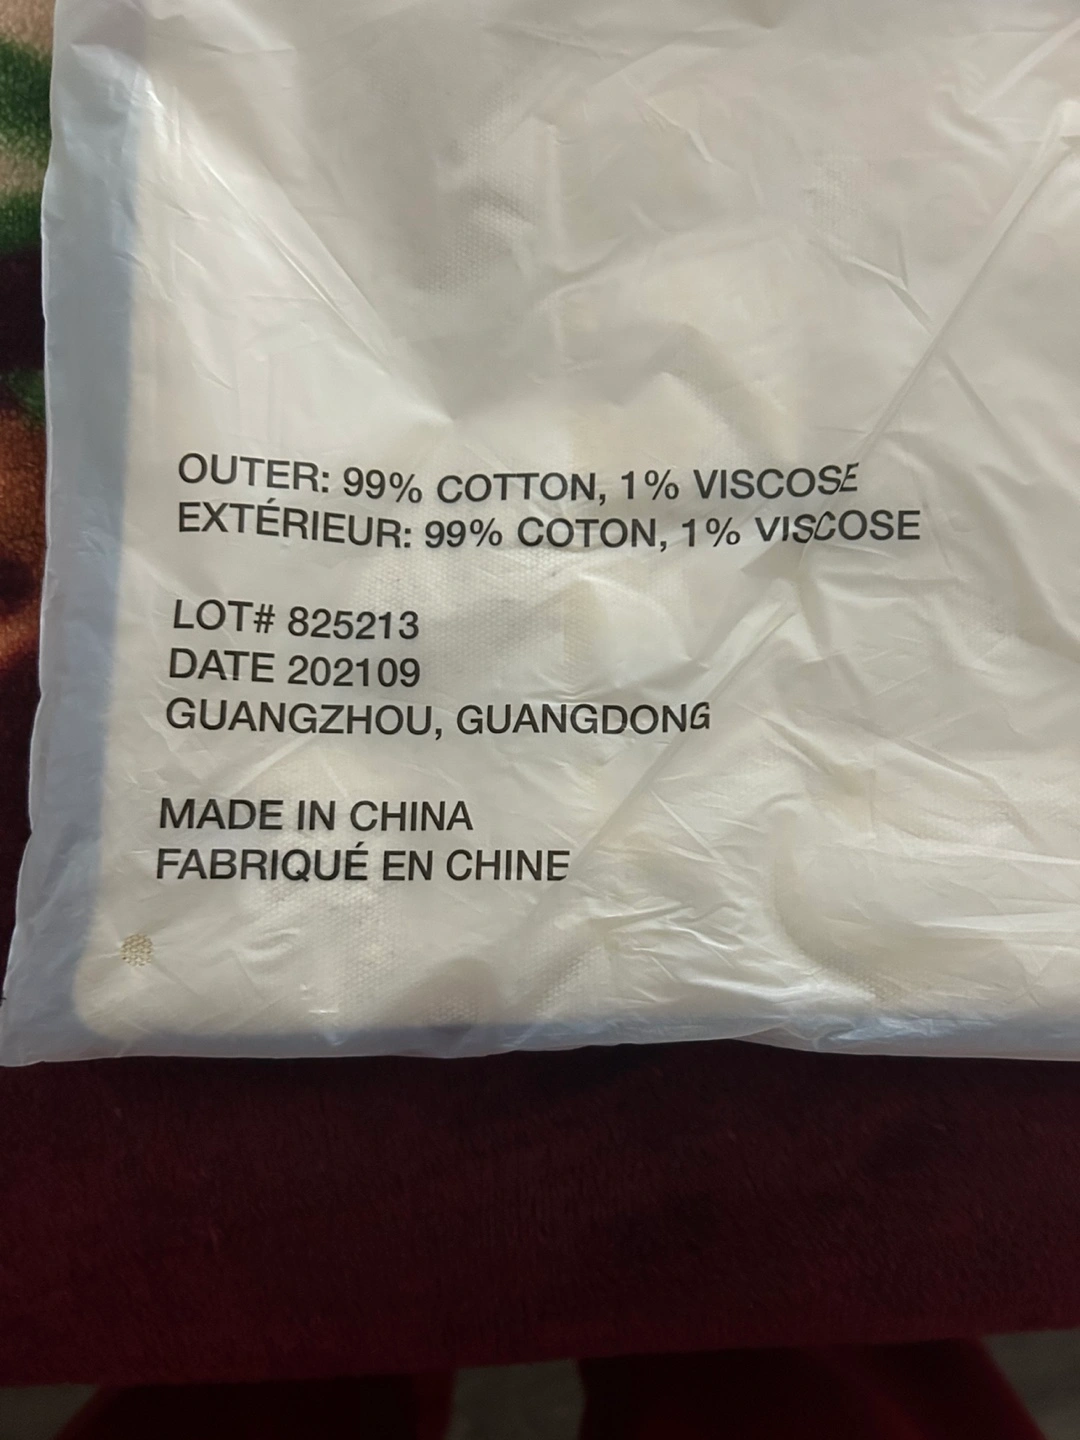 OUTER: 99% COTTON, 1% VISCOSE
EXTÉRIEUR: 99% COTON, 1% VISCOSE
LOT# 825213
DATE 202109
GUANGZHOU, GUANGDONG
MADE IN CHINA
FABRIQUÉ EN CHINE